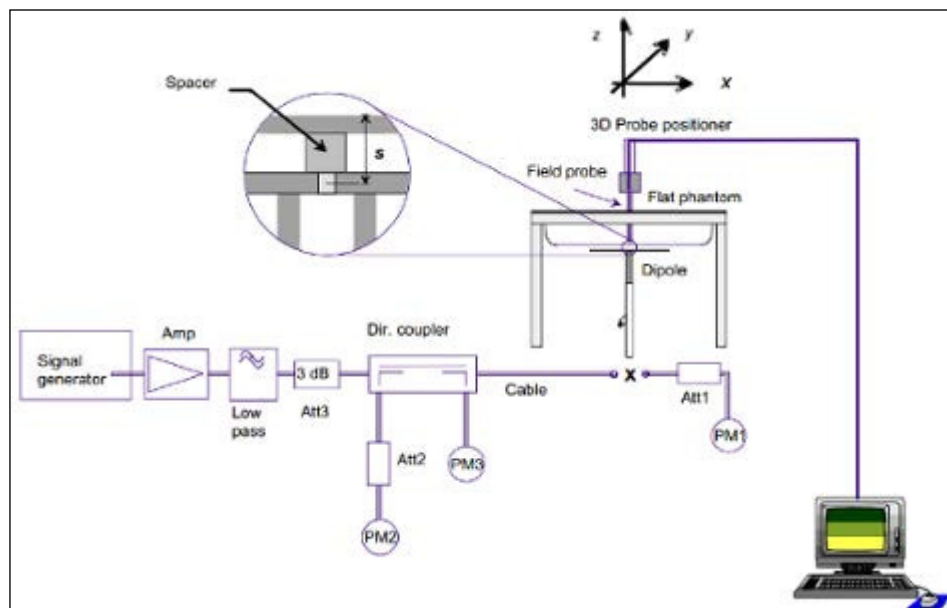 z
y
x
Spacer
s
3D Probe positioner
Field probe
Flat phantom
Dipole
Signal
generator
Amp
Low
pass
3 dB
Att3
Dir. coupler
Cable
x
Att1
PM1
Att2
PM3
PM2